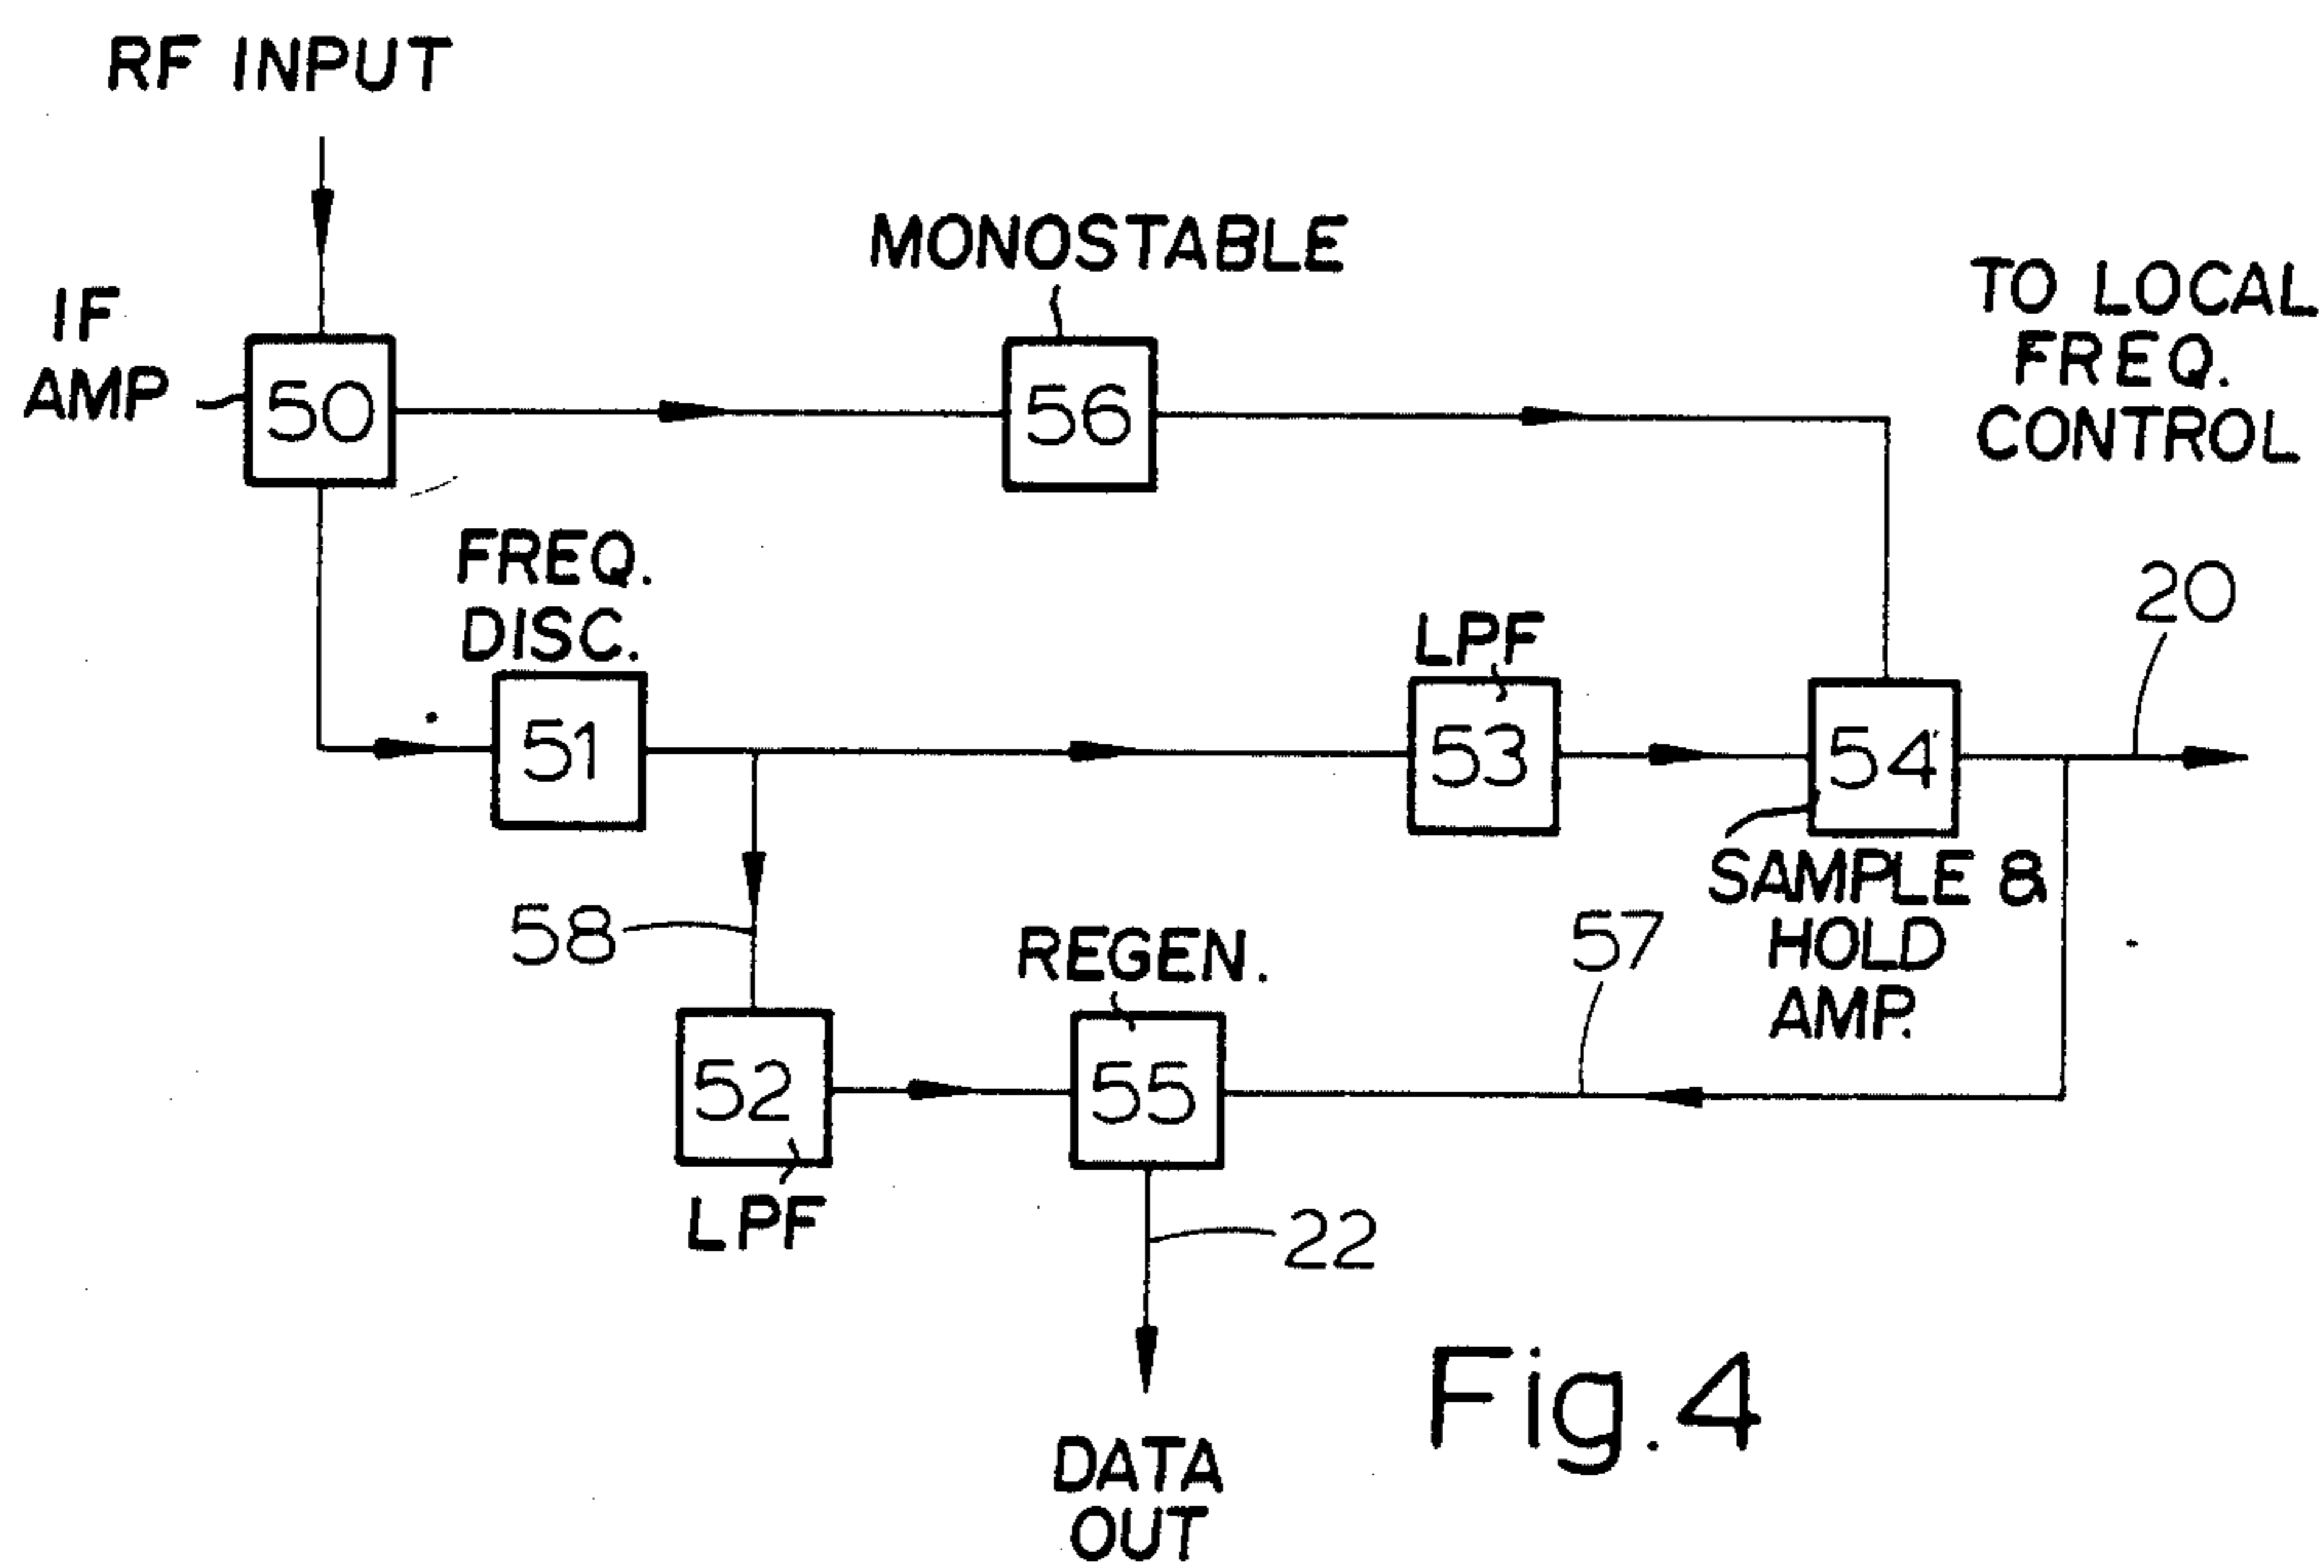 RF INPUT
IF
AMP
50
MONOSTABLE
56
TO LOCAL
FREQ.
CONTROL
FREQ.
DISC.
51
LPF
53
54
20
SAMPLE &
HOLD
AMP.
58
52
LPF
REGEN.
55
57
22
DATA
OUT
Fig.4